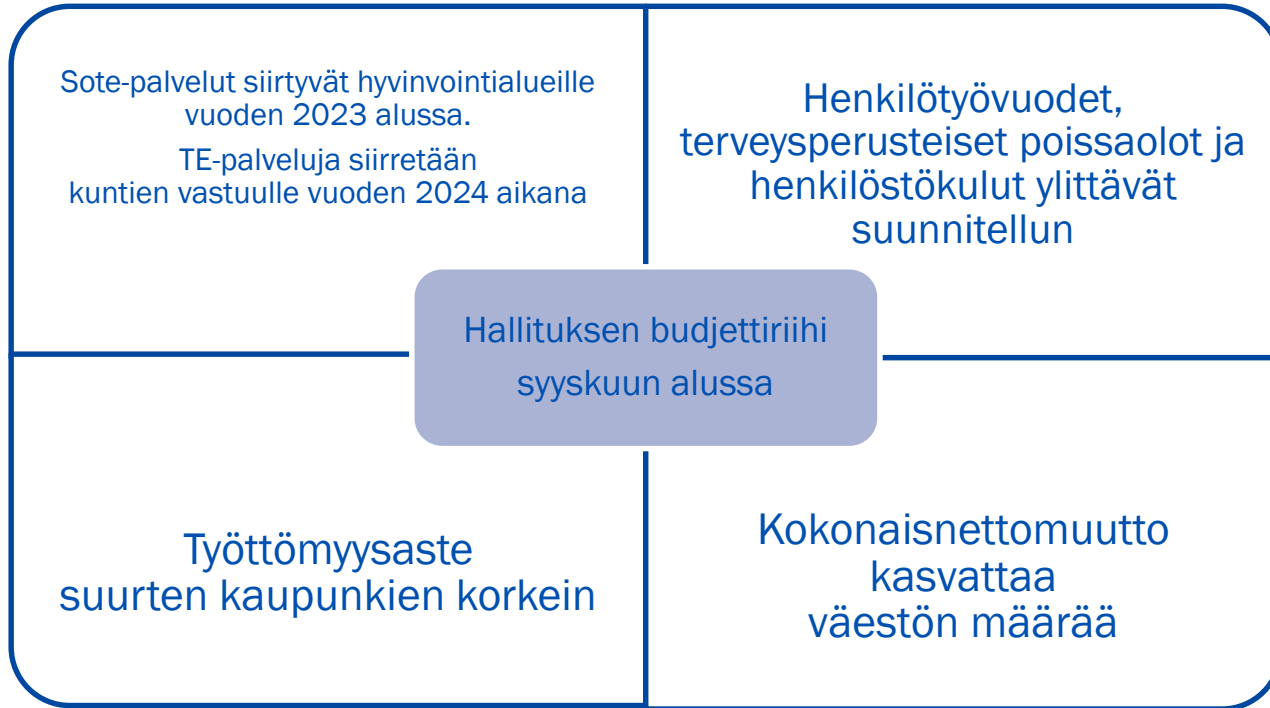 Sote-palvelut siirtyvät hyvinvointialueille
vuoden 2023 alussa.
TE-palveluja siirretään
kuntien vastuulle vuoden 2024 aikana
Henkilötyövuodet,
terveysperusteiset poissaolot ja
henkilöstökulut ylittävät
suunnitellun
Hallituksen budjettiriihi
syyskuun alussa
Työttömyysaste
suurten kaupunkien korkein
Kokonaisnettomuutto
kasvattaa
väestön määrää